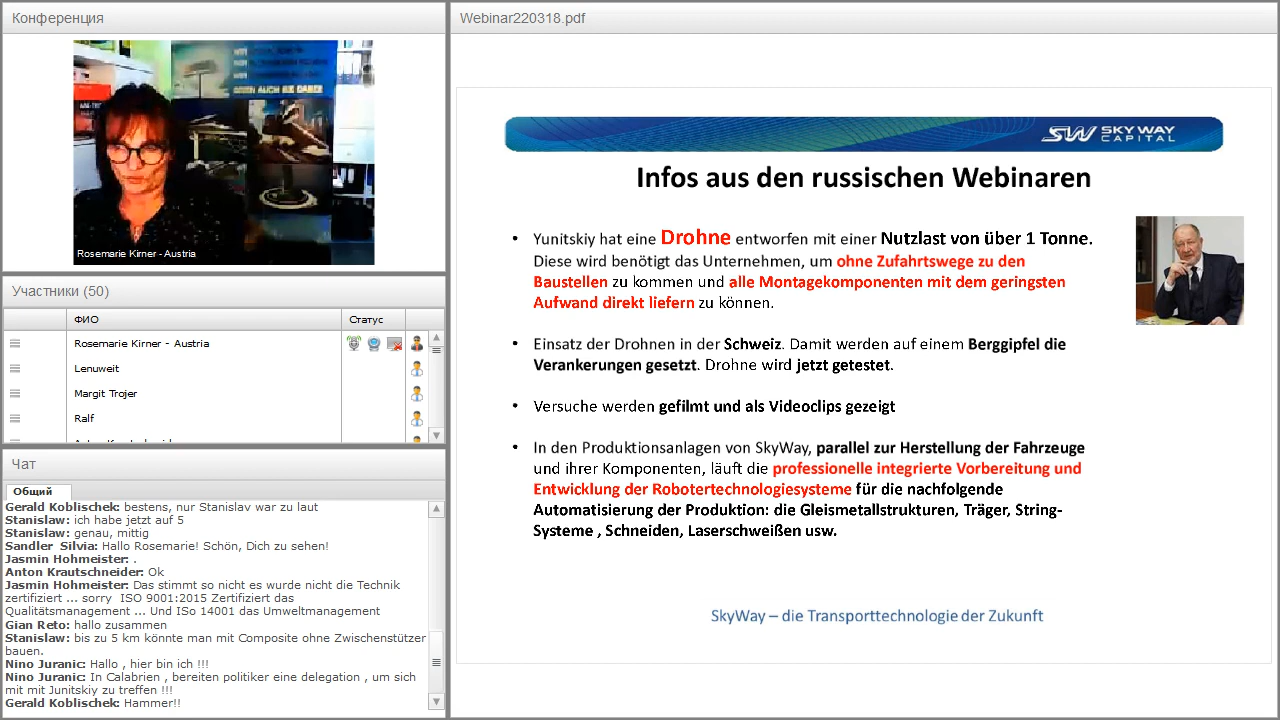 Конференция
Rosemarie Kirner - Austria
Участники (50)
ФИО
Статус
Rosemarie Kirner - Austria
Lenuweit
Margit Trojer
Ralf
Чат
Общий
Gerald Koblischek: bestens, nur Stanislav war zu laut
Stanislaw: ich habe jetzt auf 5
Stanislaw: genau, mittig
Sandler Silvia: Hallo Rosemarie! Schön, Dich zu sehen!
Jasmin Hohmeister: .
Anton Krautschneider: Ok
Jasmin Hohmeister: Das stimmt so nicht es wurde nicht die Technik
zertifiziert ... sorry ISO 9001:2015 Zertifiziert das
Qualitätsmanagement ... Und ISo 14001 das Umweltmanagement
Gian Reto: hallo zusammen
Stanislaw: bis zu 5 km könnte man mit Composite ohne Zwischenstützer
bauen.
Nino Juranic: Hallo , hier bin ich !!!
Nino Juranic: In Calabrien , bereiten politiker eine delegation , um sich
mit mit Junitskiy zu treffen !!!
Gerald Koblischek: Hammer!!
Webinar220318.pdf
SW SKY WAY
CAPITAL
Infos aus den russischen Webinaren
• Yunitskiy hat eine Drohne entworfen mit einer Nutzlast von über 1 Tonne.
Diese wird benötigt das Unternehmen, um ohne Zufahrtswege zu den
Baustellen zu kommen und alle Montagekomponenten mit dem geringsten
Aufwand direkt liefern zu können.
• Einsatz der Drohnen in der Schweiz. Damit werden auf einem Berggipfel die
Verankerungen gesetzt. Drohne wird jetzt getestet.
• Versuche werden gefilmt und als Videoclips gezeigt
• In den Produktionsanlagen von SkyWay, parallel zur Herstellung der Fahrzeuge
und ihrer Komponenten, läuft die professionelle integrierte Vorbereitung und
Entwicklung der Robotertechnologiesysteme für die nachfolgende
Automatisierung der Produktion: die Gleismetallstrukturen, Träger, String-
Systeme , Schneiden, Laserschweißen usw.
SkyWay – die Transporttechnologie der Zukunft